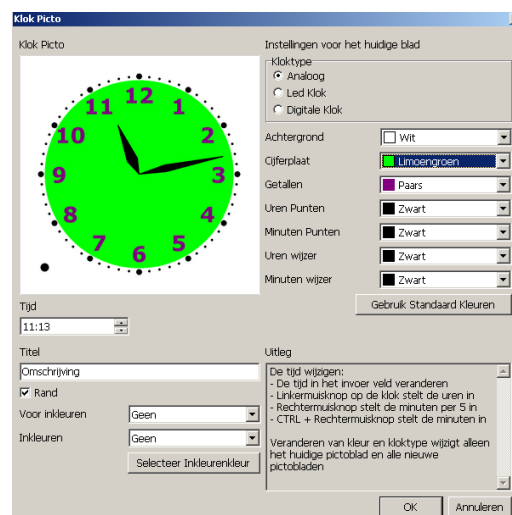 Klok Picto
Klok Picto
12
1
2
3
4
5
6
7
8
9
10
11
Tijd
11:13
Titel
Omschrijving
Rand
Voor inkleuren Geen
Inkleuren Geen
Selecteer Inkleurenkleur
Instellingen voor het huidige blad
Kloktype
Analoog
Led Klok
Digitale Klok
Achtergrond Wit
Cijferplaat Limoengroen
Getallen Paars
Uren Punten Zwart
Minuten Punten Zwart
Uren wijzer Zwart
Minuten wijzer Zwart
Gebruik Standaard Kleuren
Uitleg
De tijd wijzigen:
- De tijd in het invoer veld veranderen
- Linkermuisknop op de klok stelt de uren in
- Rechtermuisknop stelt de minuten per 5 in
- CTRL + Rechtermuisknop stelt de minuten in
Veranderen van kleur en kloktype wijzigt alleen
het huidige pictoblad en alle nieuwe
pictobladen
OK Annuleren